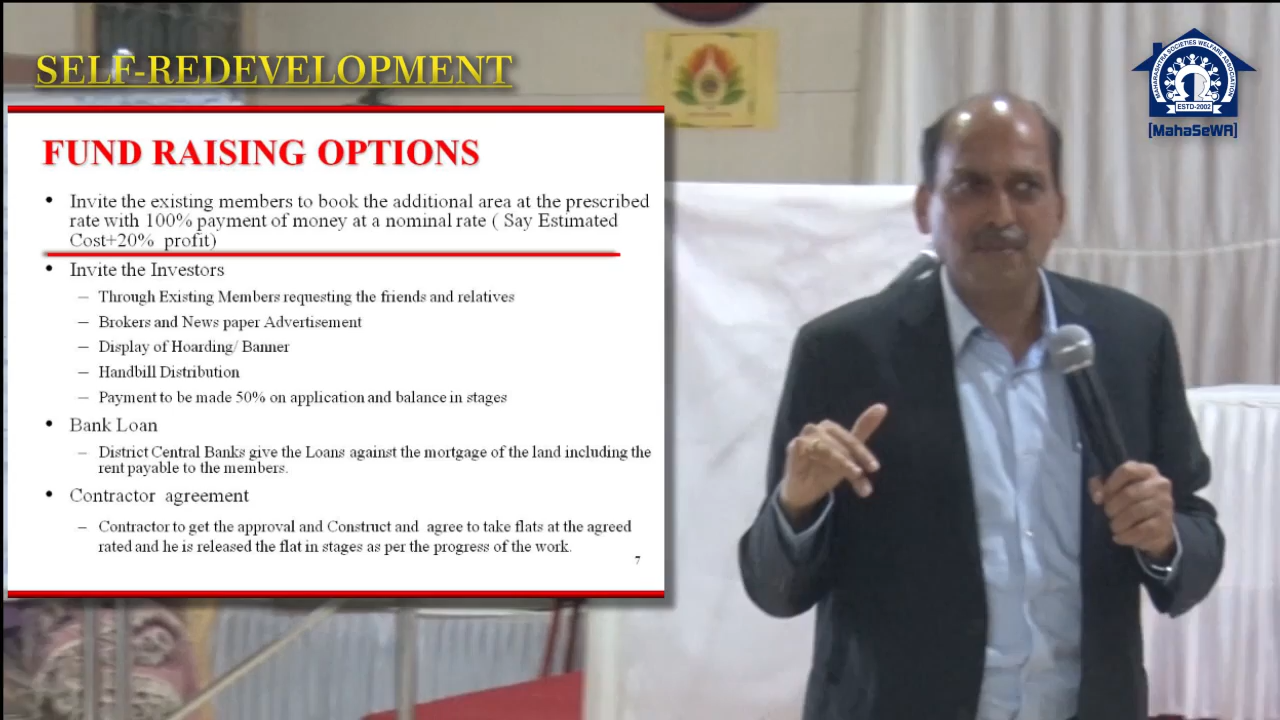 SELF-REDEVELOPMENT
FUND RAISING OPTIONS
• Invite the existing members to book the additional area at the prescribed
rate with 100% payment of money at a nominal rate ( Say Estimated
Cost+20% profit)
• Invite the Investors
– Through Existing Members requesting the friends and relatives
– Brokers and News paper Advertisement
– Display of Hoarding/ Banner
– Handbill Distribution
– Payment to be made 50% on application and balance in stages
• Bank Loan
– District Central Banks give the Loans against the mortgage of the land including the
rent payable to the members.
• Contractor agreement
– Contractor to get the approval and Construct and agree to take flats at the agreed
rated and he is released the flat in stages as per the progress of the work.
7
MAHARASHTRA SOCIETIES WELFARE ASSOCIATION
ESTD-2002
[MahaSeWA]